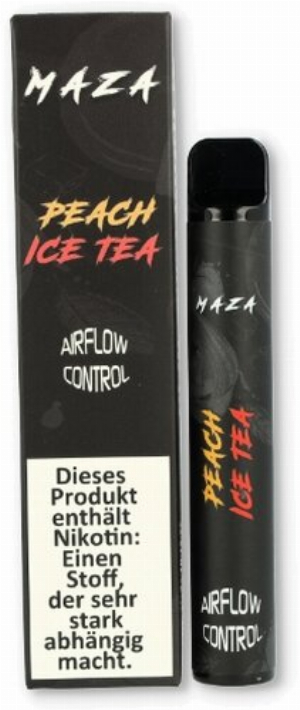 MAZA
PEACH
ICE TEA
AIRFLOW
CONTROL
Dieses
Produkt
enthält
Nikotin:
Einen
Stoff,
der sehr
stark
abhängig
macht.
MAZA
PEACH
ICE TEA
AIRFLOW
CONTROL